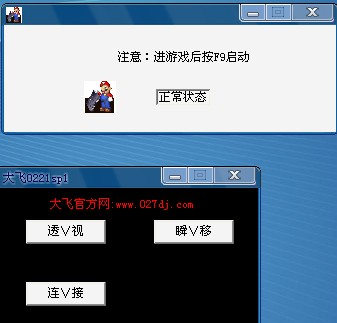 注意：进游戏后按F9启动
正常状态
大飞0221sp1
大飞官方网:www.027dj.com
透∨视
瞬∨移
连∨接